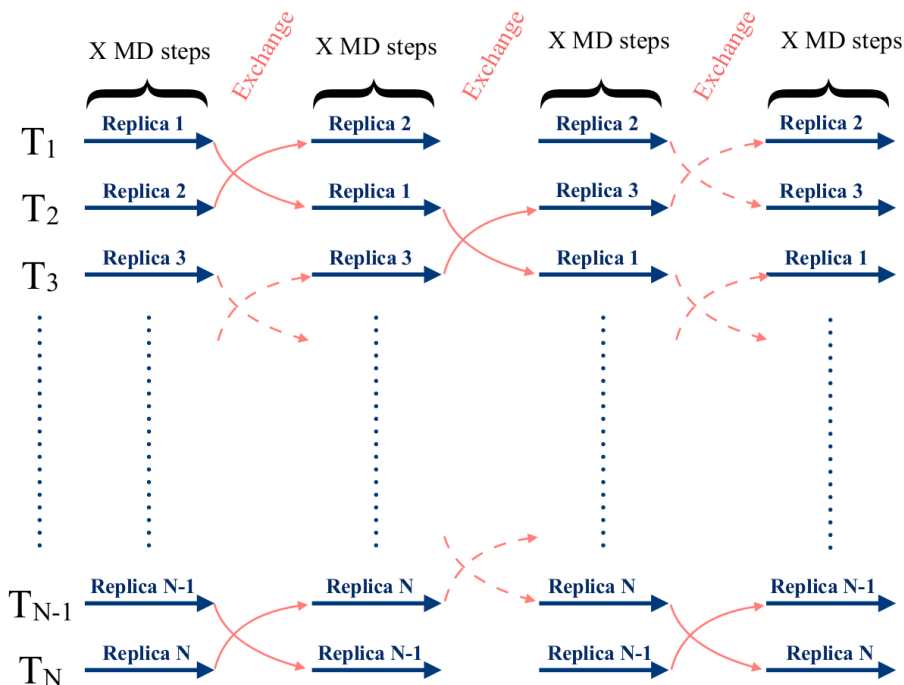 X MD steps Exchange X MD steps Exchange X MD steps Exchange X MD steps
T1 Replica 1 Replica 2 Replica 2 Replica 2
T2 Replica 2 Replica 1 Replica 3 Replica 3
T3 Replica 3 Replica 3 Replica 1 Replica 1
TN-1 Replica N-1 Replica N Replica N Replica N-1
TN Replica N Replica N-1 Replica N-1 Replica N